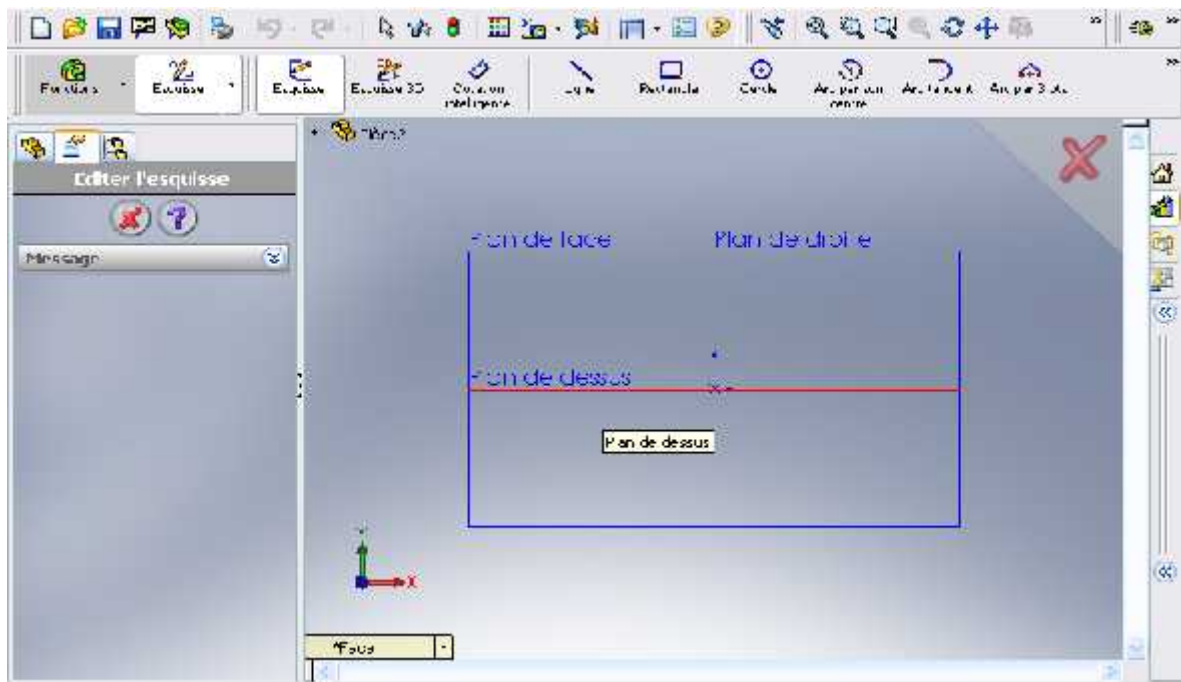 Fonctions Esquisse Esquisse Esquisse 3D Cotation intelligente Ligne Rectangle Cercle Arc par son centre Arc tangent Arc par 3 pts
Editer l'esquisse
Message
Plan de face Plan de droite
Plan de dessus
Plan de dessus
Y
X
*Face